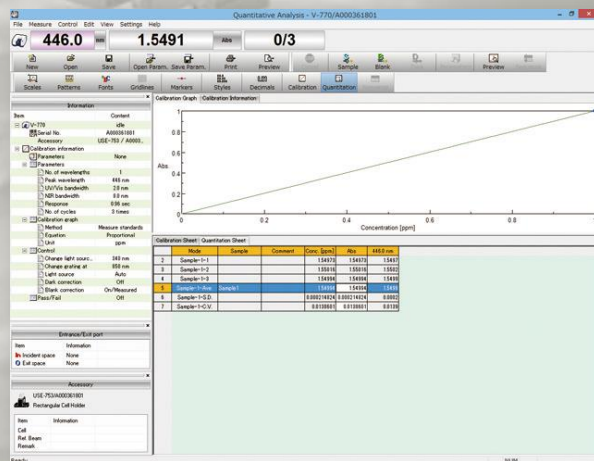 Quantitative Analysis - V-770/A000361801
File Measure Control Edit View Settings Help
446.0 nm 1.5491 Abs 0/3
New Open Save Open Param. Save Param. Print Preview Sample Blank Preview
Scales Patterns Fonts Gridlines Markers Styles Decimals Calibration Quantitation
Information
Item Content
V-770 idle
Serial No. A000361801
Accessory USE-753 / A0003..
Calibration information
Parameters None
Parameters
No. of wavelengths 1
Peak wavelength 446 nm
UV/Vis bandwidth 2.0 nm
NIR bandwidth 8.0 nm
Response 0.96 sec
No. of cycles 3 times
Calibration graph
Method Measure standards
Equation Proportional
Unit ppm
Control
Change light sourc.. 340 nm
Change grating at 850 nm
Light source Auto
Dark correction Off
Blank correction On/Measured
Pass/Fail Off
Entrance/Exit port
Item Information
Incident space None
Exit space None
Accessory
USE-753/A000361801
Rectangular Cell Holder
Item Information
Cell
Ref. Beam
Remark
Ready
Calibration Graph Calibration Information
1
0.8
0.6
Abs.
0.4
0.2
0
0 0.2 0.4 0.6 0.8
Concentration [ppm]
Calibration Sheet Quantitation Sheet
Mode Sample Comment Conc. [ppm] Abs 446.0 nm
2 Sample-1-1 1.54973 1.54973 1.5497
3 Sample-1-2 1.55016 1.55016 1.5502
4 Sample-1-3 1.54994 1.54994 1.5499
5 Sample-1-Ave. Sample1 1.54994 1.54994 1.5499
6 Sample-1-S.D. 0.000214024 0.000214024 0.0002
7 Sample-1-C.V. 0.0138601 0.0138601 0.0138
NUM